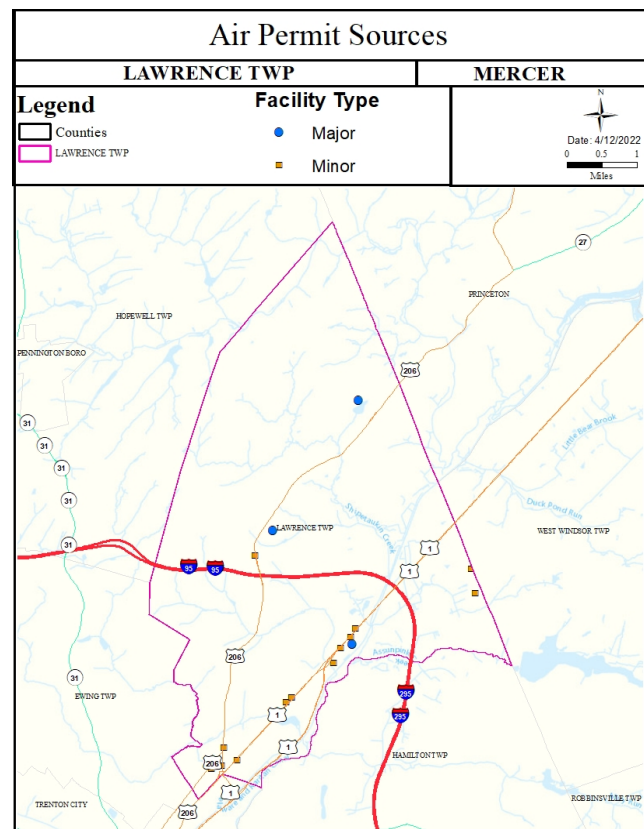 Air Permit Sources
LAWRENCE TWP
MERCER
Legend
Counties
LAWRENCE TWP
Facility Type
Major
Minor
N
Date: 4/12/2022
0 0.5 1
Miles
27
PRINCETON
HOPEWELL TWP
PENNINGTON BORO
206
31
31
31
31
31
Little Bear Brook
Duck Pond Run
Shipetaukin Creek
LAWRENCE TWP
WEST WINDSOR TWP
1
1
95
95
206
Assunpink
31
EWING TWP
295
295
1
1
HAMILTON TWP
206
1
206
TRENTON CITY
ROBBINSVILLE TWP